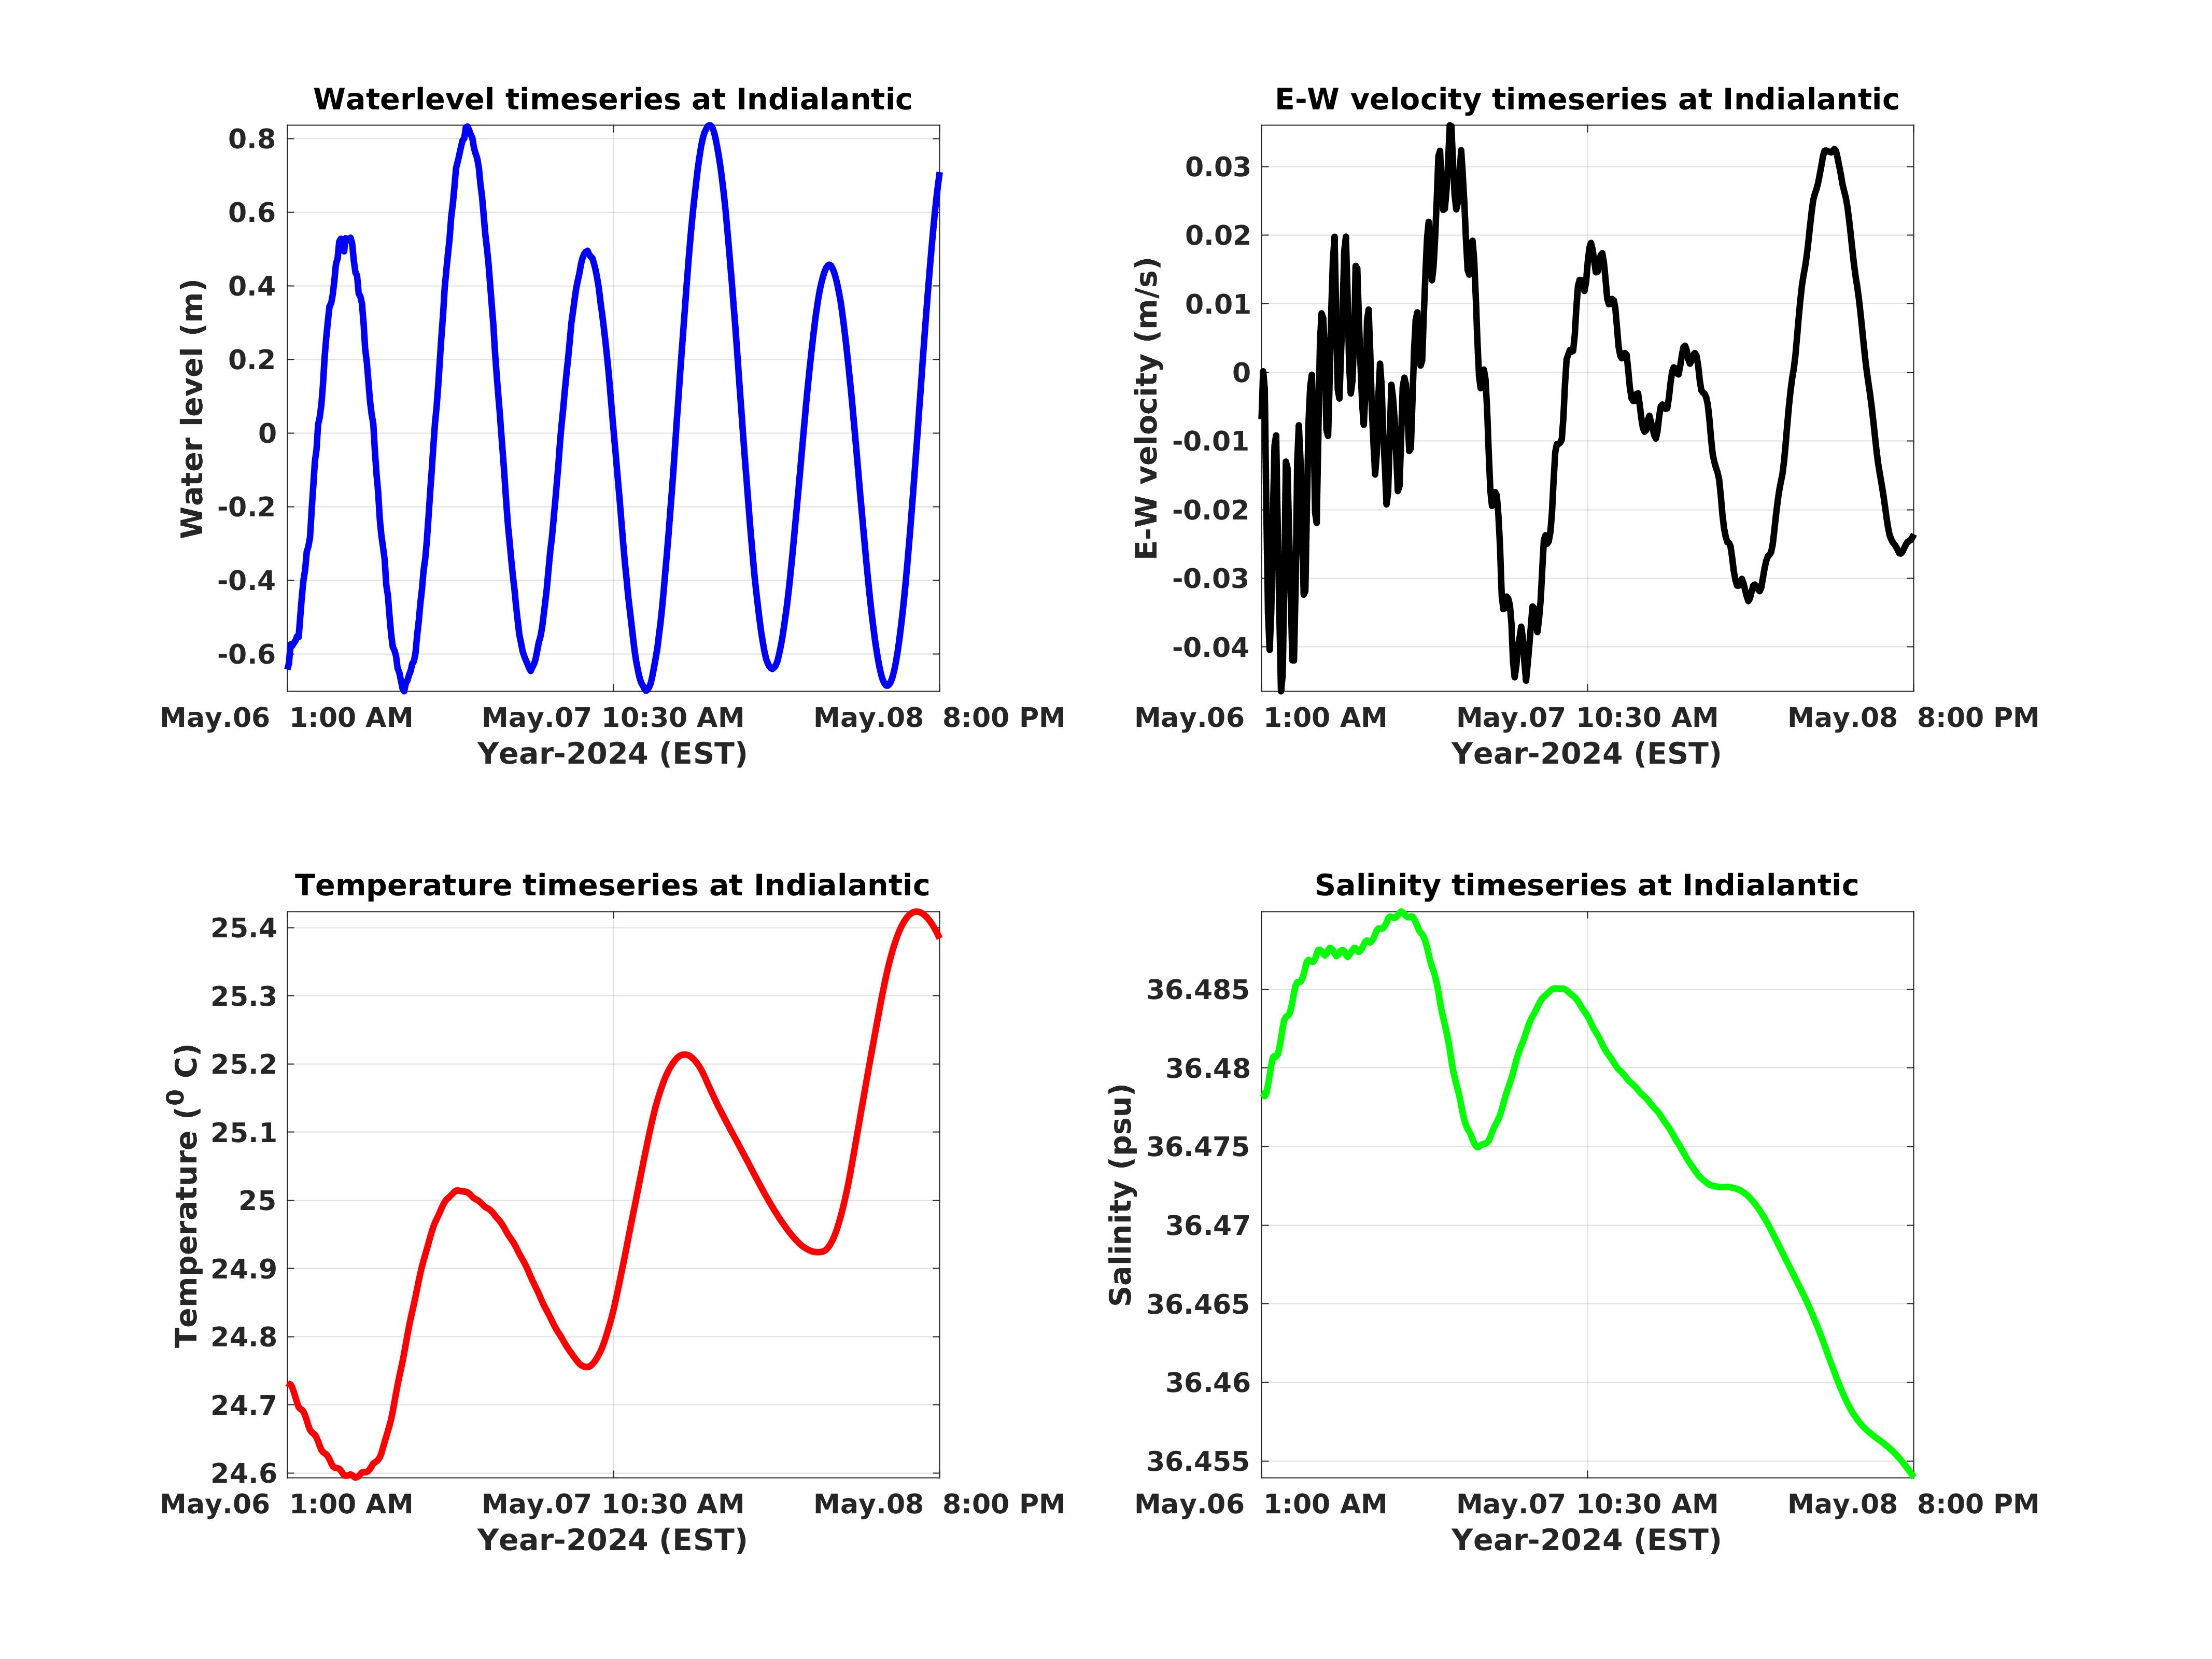 Waterlevel timeseries at Indialantic
0.8
0.6
0.4
0.2
0
-0.2
-0.4
-0.6
Water level (m)
May.06 1:00 AM May.07 10:30 AM May.08 8:00 PM
Year-2024 (EST)
E-W velocity timeseries at Indialantic
0.03
0.02
0.01
0
-0.01
-0.02
-0.03
-0.04
E-W velocity (m/s)
May.06 1:00 AM May.07 10:30 AM May.08 8:00 PM
Year-2024 (EST)
Temperature timeseries at Indialantic
25.4
25.3
25.2
25.1
25
24.9
24.8
24.7
24.6
Temperature (⁰ C)
May.06 1:00 AM May.07 10:30 AM May.08 8:00 PM
Year-2024 (EST)
Salinity timeseries at Indialantic
36.485
36.48
36.475
36.47
36.465
36.46
36.455
Salinity (psu)
May.06 1:00 AM May.07 10:30 AM May.08 8:00 PM
Year-2024 (EST)